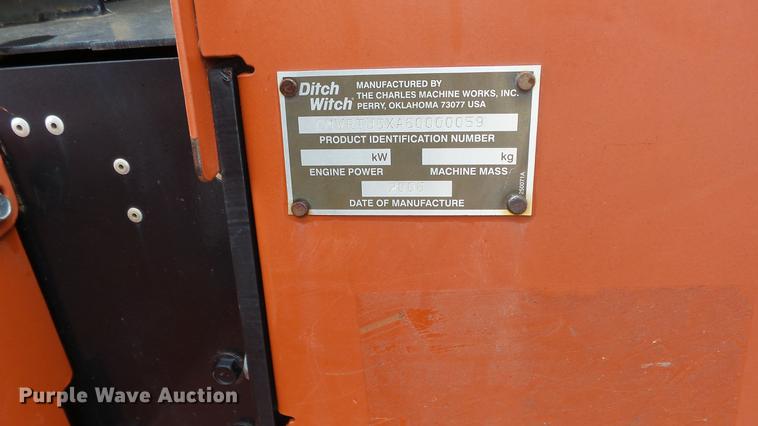 Ditch Witch
MANUFACTURED BY
THE CHARLES MACHINE WORKS, INC.
PERRY, OKLAHOMA 73077 USA
PRODUCT IDENTIFICATION NUMBER
kW kg
ENGINE POWER MACHINE MASS
DATE OF MANUFACTURE
250071A
Purple Wave Auction